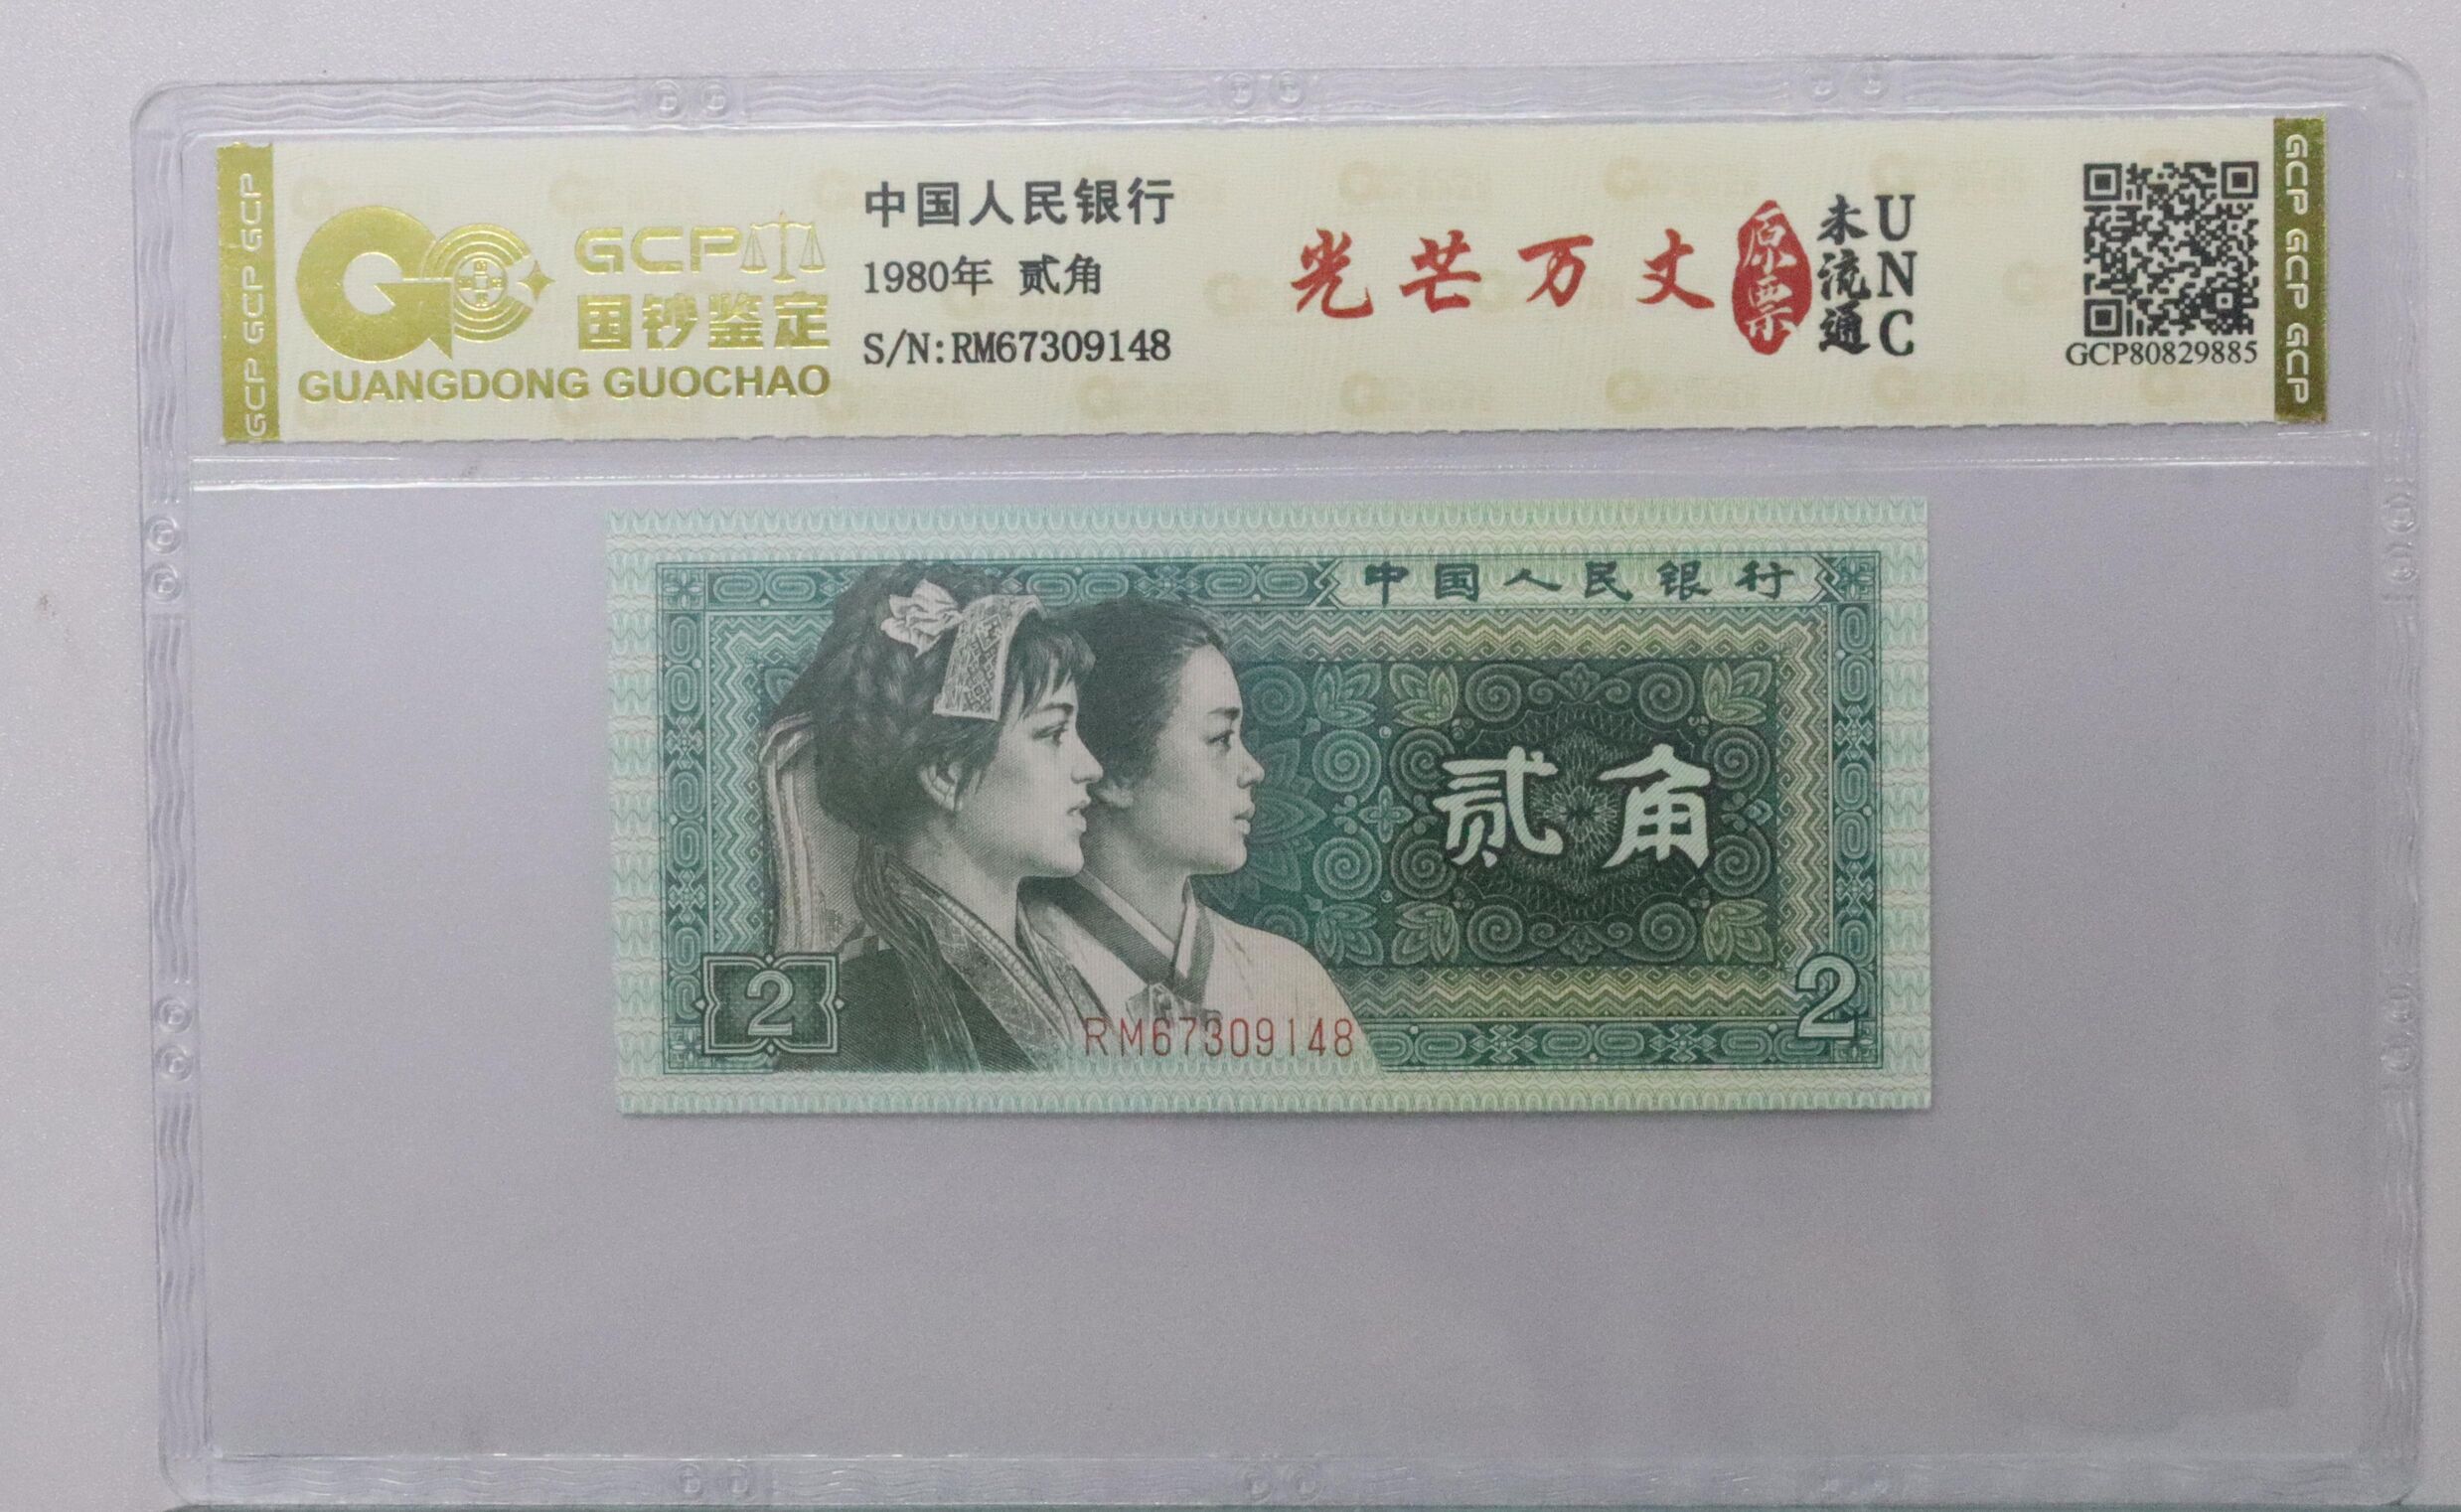 GCP GCP GCP
GCP
国钞鉴定
GUANGDONG GUOCHAO
中国人民银行
1980年 贰角
S/N:RM67309148
光芒万丈
原票
未流通
UNC
GCP80829885
GCP GCP GCP
中国人民银行
贰角
2
2
RM67309148